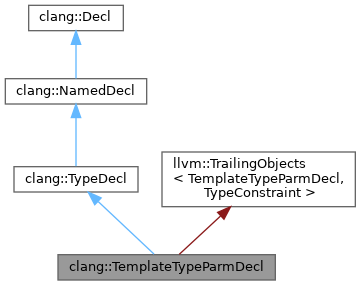 clang::Decl
clang::NamedDecl
clang::TypeDecl
llvm::TrailingObjects
< TemplateTypeParmDecl,
TypeConstraint >
clang::TemplateTypeParmDecl